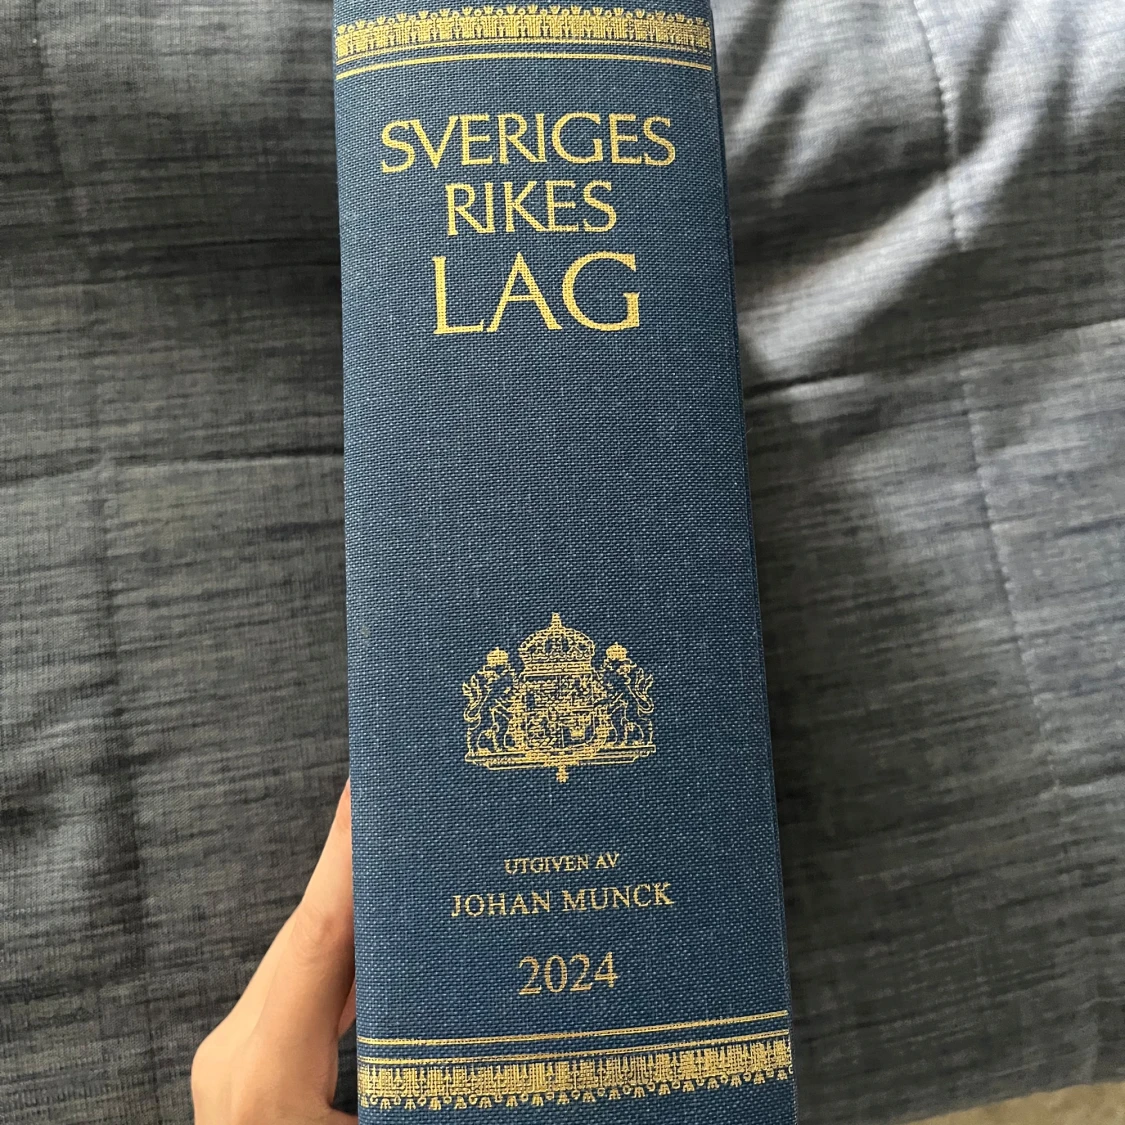 SVERIGES
RIKES
LAG
UTGIVEN AV
JOHAN MUNCK
2024